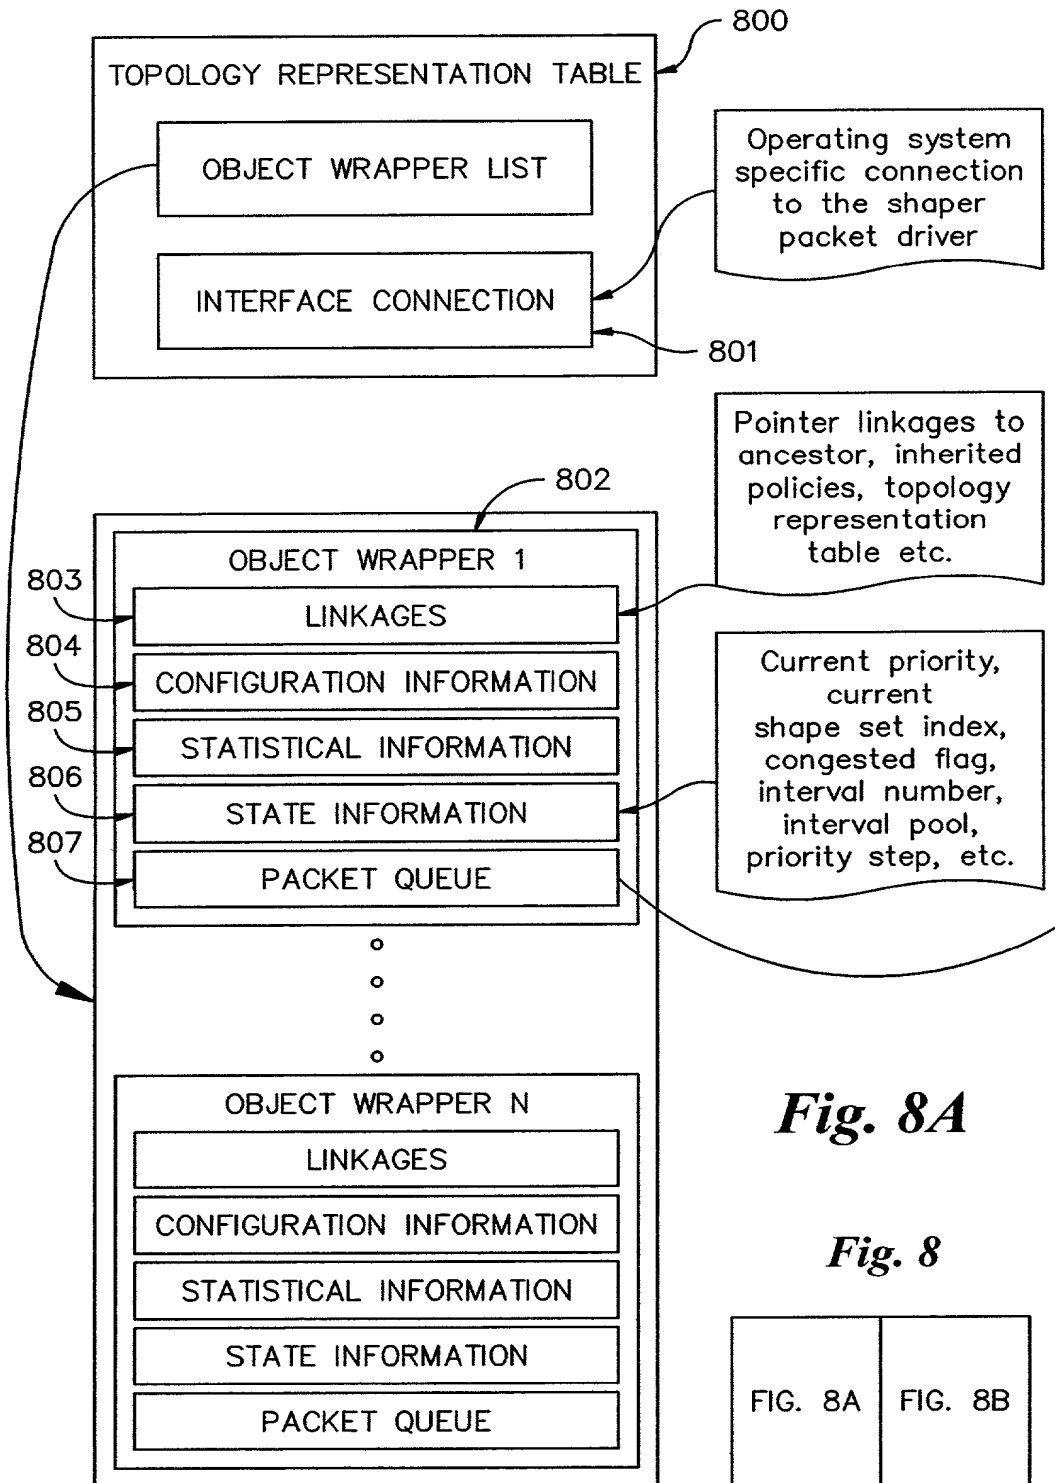 800
TOPOLOGY REPRESENTATION TABLE
OBJECT WRAPPER LIST
INTERFACE CONNECTION
801
Operating system
specific connection
to the shaper
packet driver
Pointer linkages to
ancestor, inherited
policies, topology
representation
table etc.
802
OBJECT WRAPPER 1
803
LINKAGES
804
CONFIGURATION INFORMATION
805
STATISTICAL INFORMATION
806
STATE INFORMATION
807
PACKET QUEUE
Current priority,
current
shape set index,
congested flag,
interval number,
interval pool,
priority step, etc.
OBJECT WRAPPER N
LINKAGES
CONFIGURATION INFORMATION
STATISTICAL INFORMATION
STATE INFORMATION
PACKET QUEUE
Fig. 8A
Fig. 8
FIG. 8A
FIG. 8B